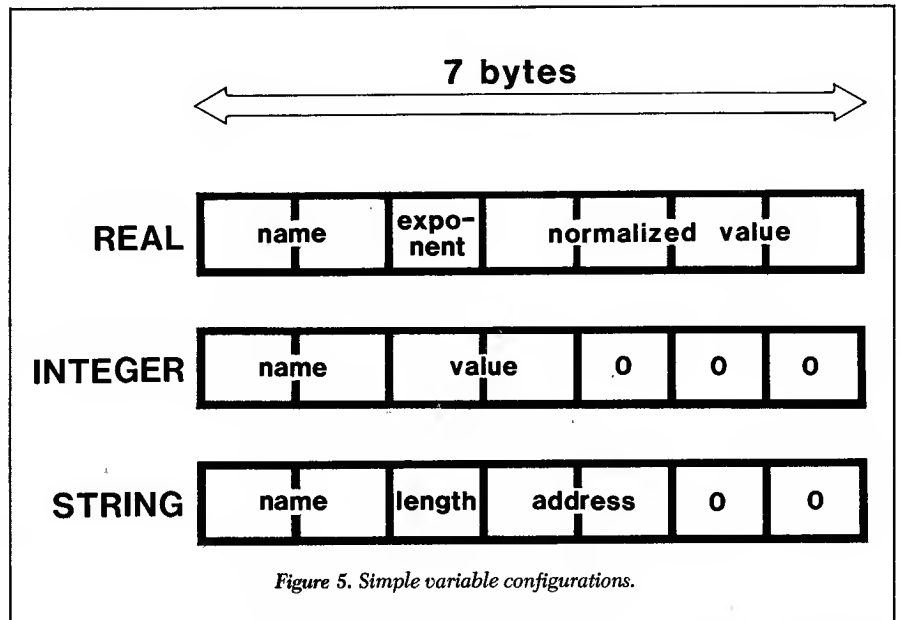 7 bytes
REAL name expo-
nent normalized value
INTEGER name value 0 0 0
STRING name length address 0 0
Figure 5. Simple variable configurations.